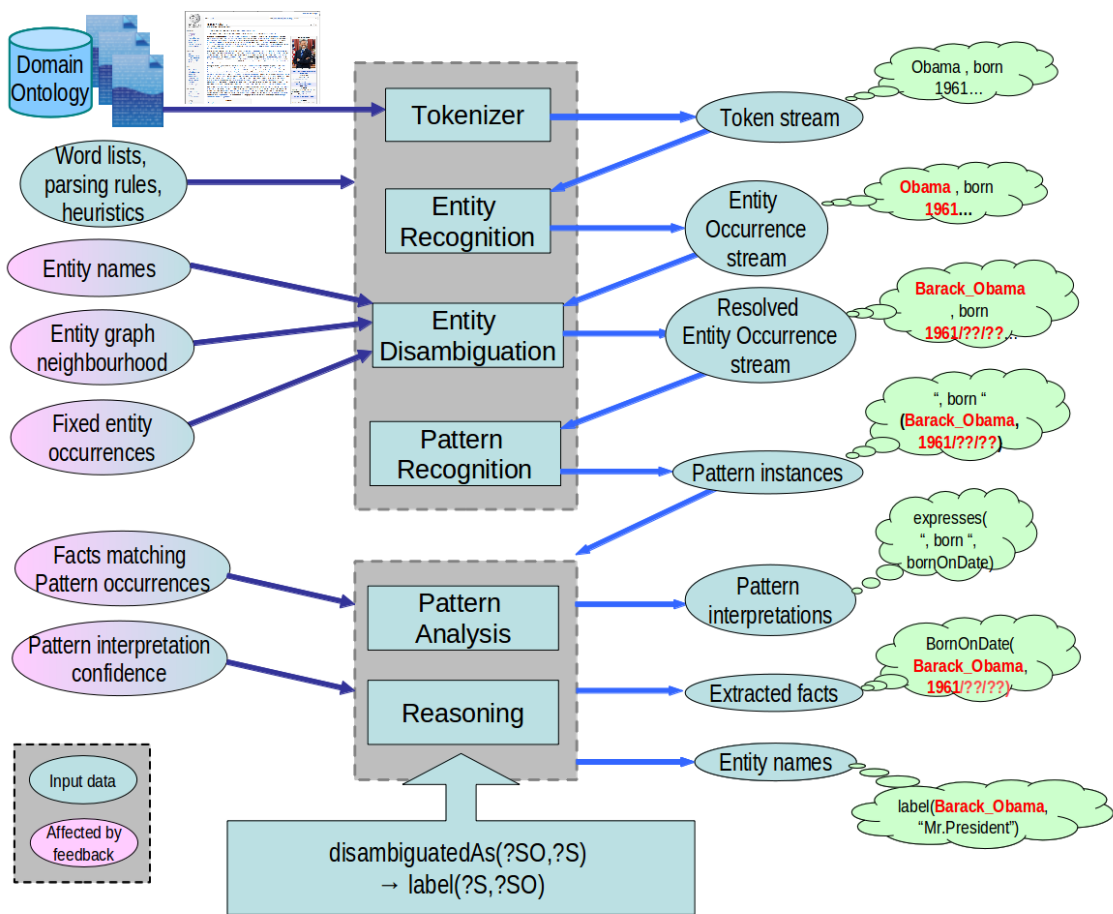 Domain
Ontology
Tokenizer
Token stream
Obama , born
1961...
Word lists,
parsing rules,
heuristics
Entity
Recognition
Entity
Occurrence
stream
Obama , born
1961...
Entity names
Entity graph
neighbourhood
Fixed entity
occurrences
Entity
Disambiguation
Resolved
Entity Occurrence
stream
Barack_Obama
, born
1961/??/??...
Pattern
Recognition
Pattern instances
“, born “
(Barack_Obama,
1961/??/??)
Facts matching
Pattern occurrences
Pattern
Analysis
Pattern
interpretations
expresses(
“, born “,
bornOnDate)
Pattern interpretation
confidence
Reasoning
Extracted facts
BornOnDate(
Barack_Obama,
1961/??/??)
Entity names
label(Barack_Obama,
“Mr.President”)
Input data
Affected by
feedback
disambiguatedAs(?SO,?S)
→ label(?S,?SO)